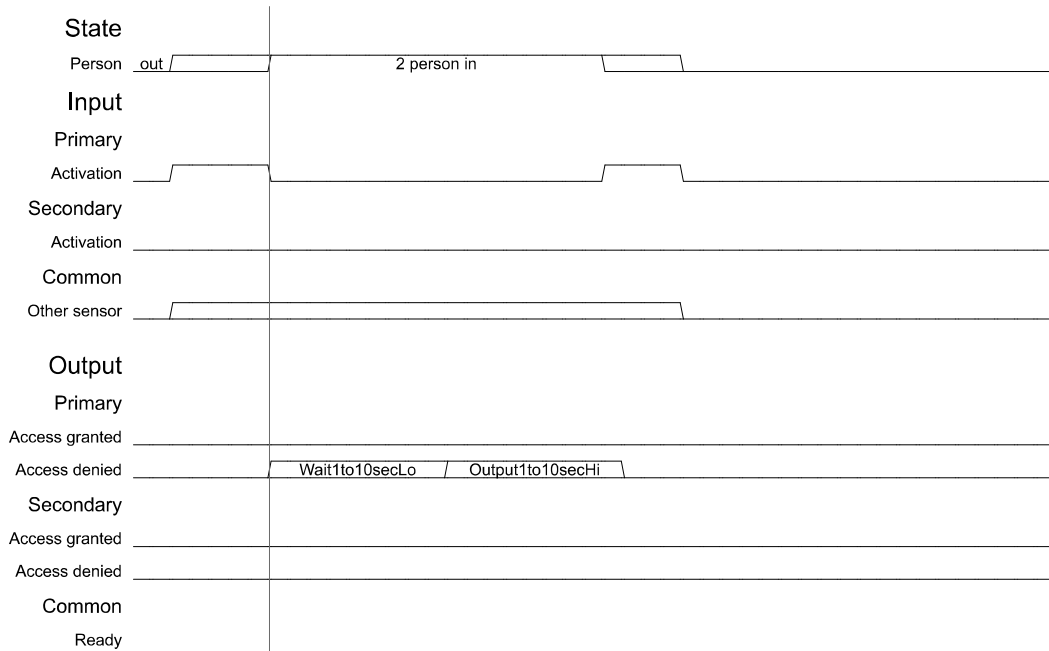 State
Person out 2 person in
Input
Primary
Activation
Secondary
Activation
Common
Other sensor
Output
Primary
Access granted
Access denied Wait1to10secLo Output1to10secHi
Secondary
Access granted
Access denied
Common
Ready